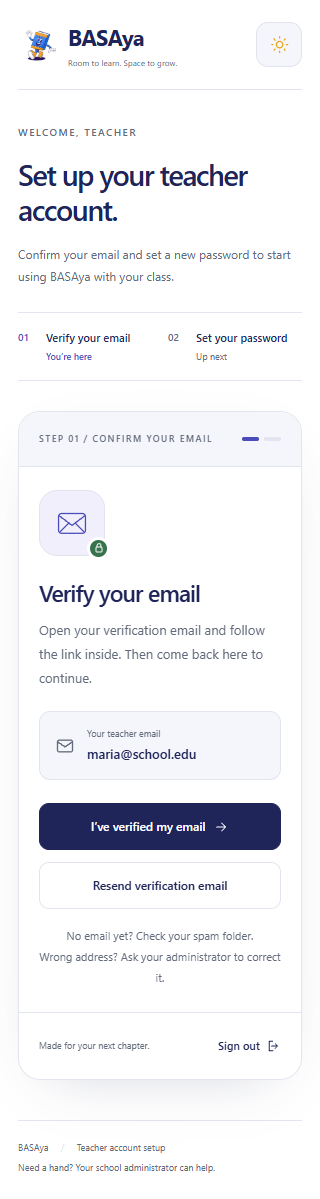 BASAya
Room to learn. Space to grow.
WELCOME, TEACHER
Set up your teacher
account.
Confirm your email and set a new password to start
using BASAya with your class.
01 Verify your email
You're here
02 Set your password
Up next
STEP 01 / CONFIRM YOUR EMAIL
Verify your email
Open your verification email and follow
the link inside. Then come back here to
continue.
Your teacher email
maria@school.edu
I've verified my email →
Resend verification email
No email yet? Check your spam folder.
Wrong address? Ask your administrator to correct
it.
Made for your next chapter.
Sign out
BASAya / Teacher account setup
Need a hand? Your school administrator can help.